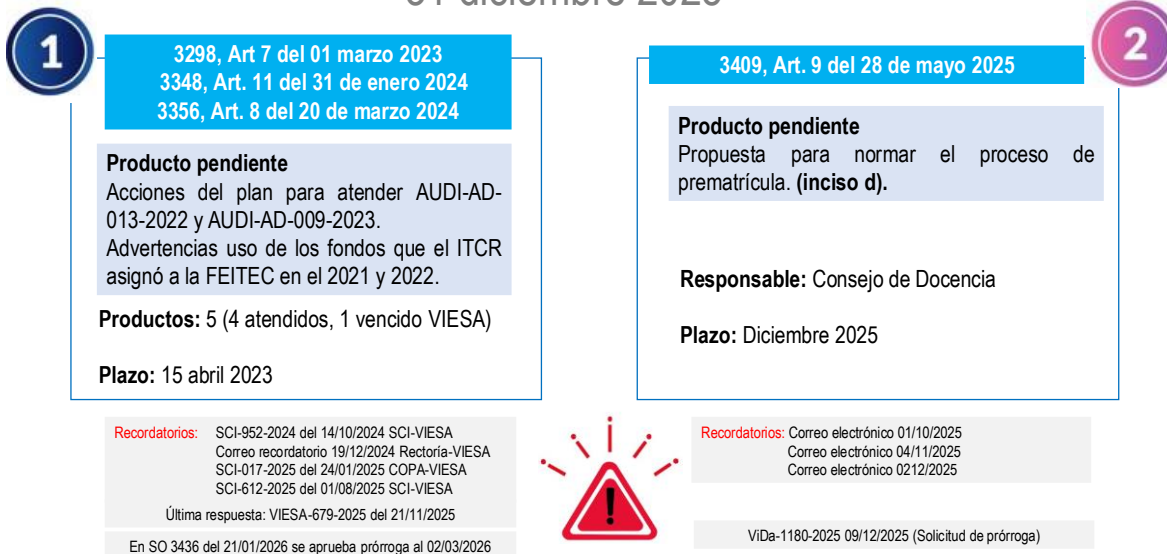 31 diciembre 2025
1
3298, Art 7 del 01 marzo 2023
3348, Art. 11 del 31 de enero 2024
3356, Art. 8 del 20 de marzo 2024
Producto pendiente
Acciones del plan para atender AUDI-AD-
013-2022 y AUDI-AD-009-2023.
Advertencias uso de los fondos que el ITCR
asignó a la FEITEC en el 2021 y 2022.
Productos: 5 (4 atendidos, 1 vencido VIESA)
Plazo: 15 abril 2023
Recordatorios: SCI-952-2024 del 14/10/2024 SCI-VIESA
Correo recordatorio 19/12/2024 Rectoría-VIESA
SCI-017-2025 del 24/01/2025 COPA-VIESA
SCI-612-2025 del 01/08/2025 SCI-VIESA
Última respuesta: VIESA-679-2025 del 21/11/2025
En SO 3436 del 21/01/2026 se aprueba prórroga al 02/03/2026
2
3409, Art. 9 del 28 de mayo 2025
Producto pendiente
Propuesta para normar el proceso de
prematrícula. (inciso d).
Responsable: Consejo de Docencia
Plazo: Diciembre 2025
Recordatorios: Correo electrónico 01/10/2025
Correo electrónico 04/11/2025
Correo electrónico 0212/2025
ViDa-1180-2025 09/12/2025 (Solicitud de prórroga)